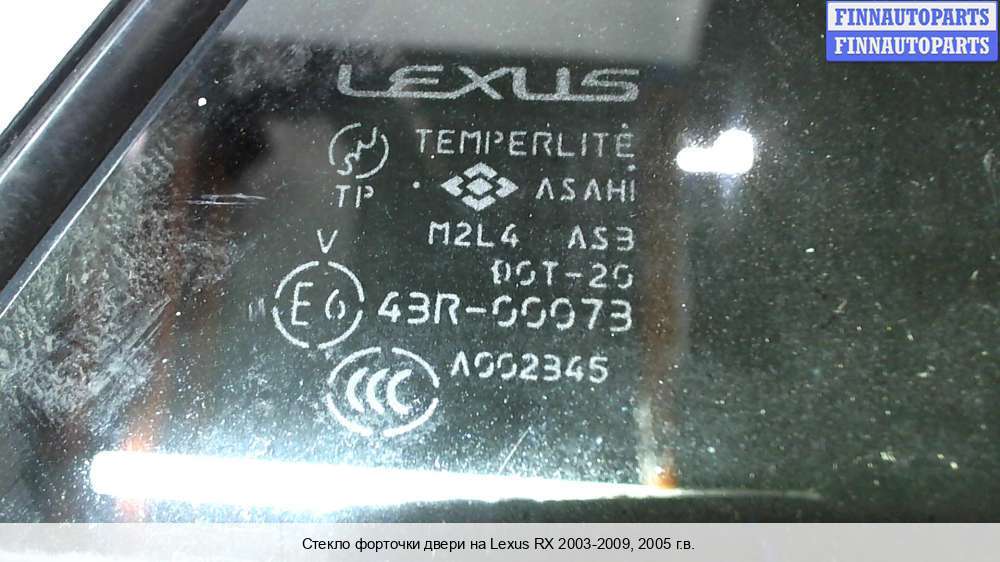 FINNAUTOPARTS
FINNAUTOPARTS
LEXUS
TEMPERLITE
TP
ASAHI
M2L4 AS3
DOT-20
V
E6 43R-00073
CCC A002345
Стекло форточки двери на Lexus RX 2003-2009, 2005 г.в.